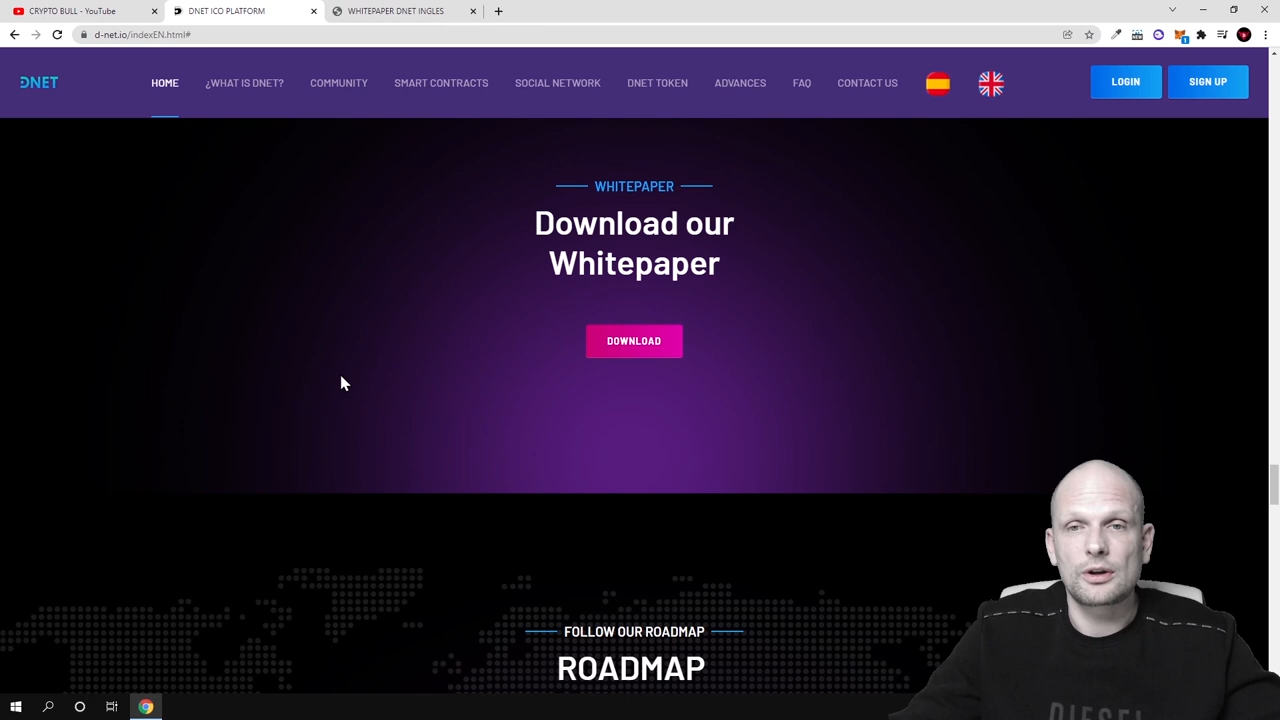 CRYPTO BULL - YouTube
DNET ICO PLATFORM
WHITEPAPER DNET INGLES
d-net.io/indexEN.html#
DNET
HOME
¿WHAT IS DNET?
COMMUNITY
SMART CONTRACTS
SOCIAL NETWORK
DNET TOKEN
ADVANCES
FAQ
CONTACT US
LOGIN
SIGN UP
WHITEPAPER
Download our
Whitepaper
DOWNLOAD
FOLLOW OUR ROADMAP
ROADMAP
DIESEL
1